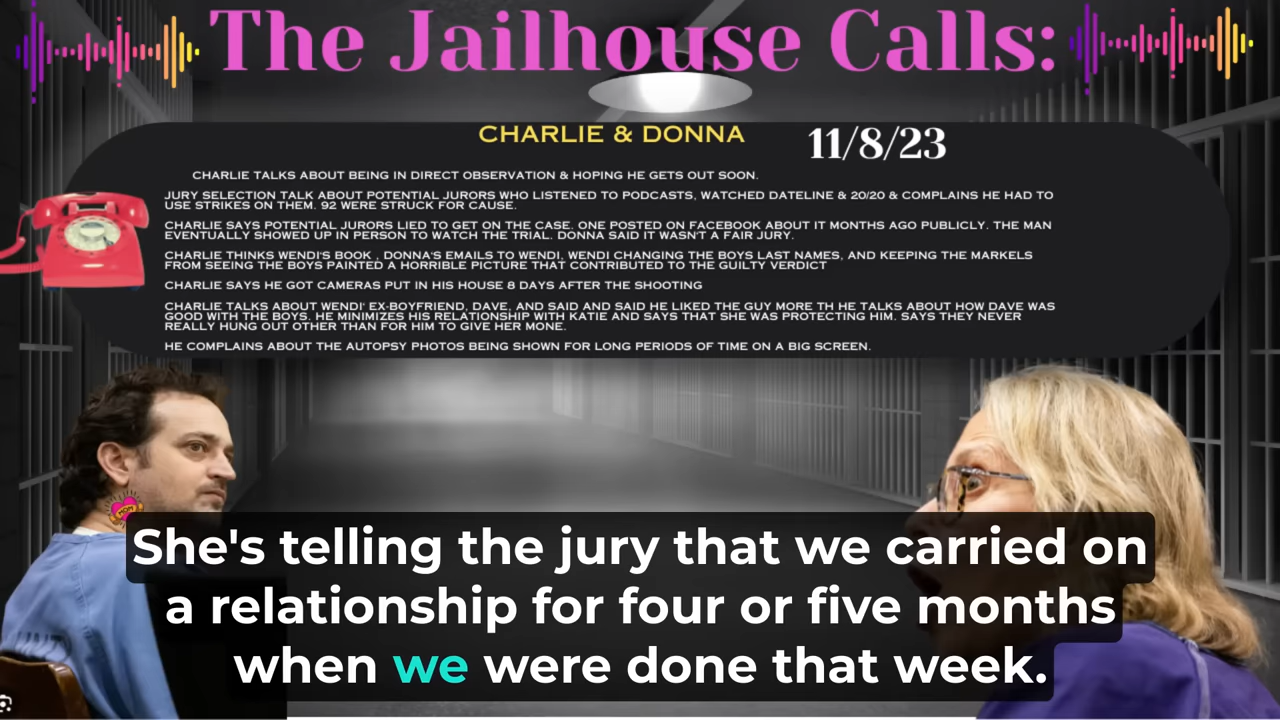 The Jailhouse Calls:
CHARLIE & DONNA
11/8/23
CHARLIE TALKS ABOUT BEING IN DIRECT OBSERVATION & HOPING HE GETS OUT SOON.
JURY SELECTION TALK ABOUT POTENTIAL JURORS WHO LISTENED TO PODCASTS, WATCHED DATELINE & 20/20 & COMPLAINS HE HAD TO
USE STRIKES ON THEM. 92 WERE STRUCK FOR CAUSE.
CHARLIE SAYS POTENTIAL JURORS LIED TO GET ON THE CASE. ONE POSTED ON FACEBOOK ABOUT IT MONTHS AGO PUBLICLY. THE MAN
EVENTUALLY SHOWED UP IN PERSON TO WATCH THE TRIAL. DONNA SAID IT WASN'T A FAIR JURY.
CHARLIE THINKS WENDI'S BOOK , DONNA'S EMAILS TO WENDI, WENDI CHANGING THE BOYS LAST NAMES, AND KEEPING THE MARKELS
FROM SEEING THE BOYS PAINTED A HORRIBLE PICTURE THAT CONTRIBUTED TO THE GUILTY VERDICT
CHARLIE SAYS HE GOT CAMERAS PUT IN HIS HOUSE 8 DAYS AFTER THE SHOOTING
CHARLIE TALKS ABOUT WENDI' EX-BOYFRIEND, DAVE, AND SAID AND SAID HE LIKED THE GUY MORE TH HE TALKS ABOUT HOW DAVE WAS
GOOD WITH THE BOYS. HE MINIMIZES HIS RELATIONSHIP WITH KATIE AND SAYS THAT SHE WAS PROTECTING HIM. SAYS THEY NEVER
REALLY HUNG OUT OTHER THAN FOR HIM TO GIVE HER MONE.
HE COMPLAINS ABOUT THE AUTOPSY PHOTOS BEING SHOWN FOR LONG PERIODS OF TIME ON A BIG SCREEN.
MOM
She's telling the jury that we carried on
a relationship for four or five months
when we were done that week.